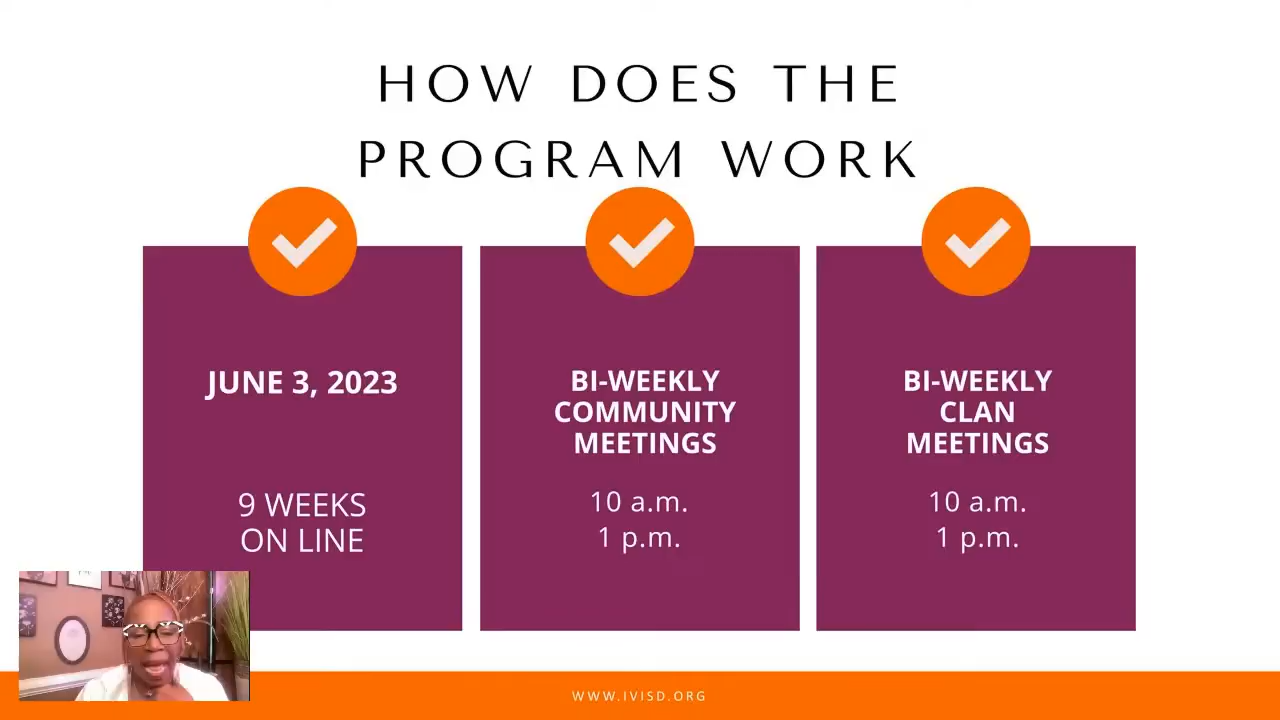 HOW DOES THE
PROGRAM WORK
JUNE 3, 2023
9 WEEKS
ON LINE
BI-WEEKLY
COMMUNITY
MEETINGS
10 a.m.
1 p.m.
BI-WEEKLY
CLAN
MEETINGS
10 a.m.
1 p.m.
WWW.IVISD.ORG